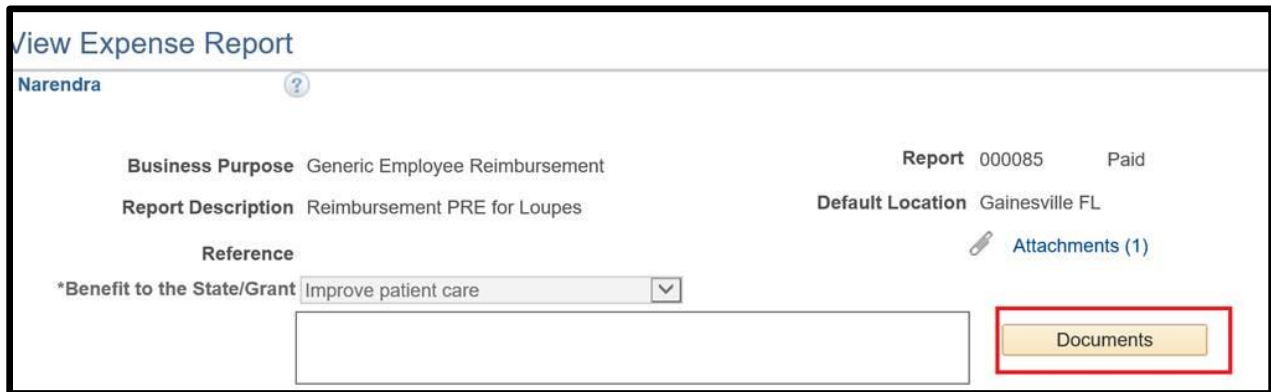 View Expense Report
Narendra ?
Business Purpose Generic Employee Reimbursement Report 000085 Paid
Report Description Reimbursement PRE for Loupes Default Location Gainesville FL
Reference Attachments (1)
*Benefit to the State/Grant Improve patient care
Documents